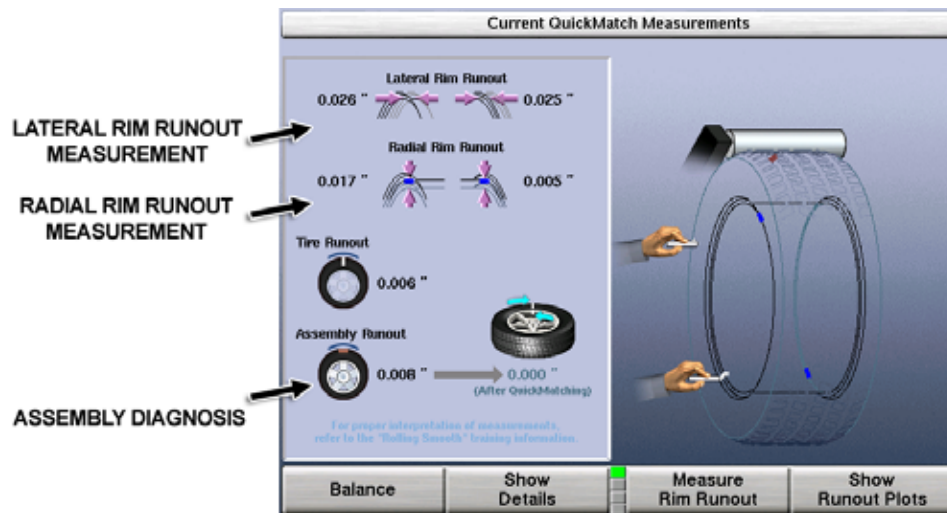 Current QuickMatch Measurements
Lateral Rim Runout
0.026 "
0.025 "
LATERAL RIM RUNOUT
MEASUREMENT
Radial Rim Runout
0.017 "
0.005 "
RADIAL RIM RUNOUT
MEASUREMENT
Tire Runout
0.006 "
Assembly Runout
0.008 "
0.000 "
(After QuickMatching)
ASSEMBLY DIAGNOSIS
For proper interpretation of measurements,
refer to the "Rolling Smooth" training information.
Balance
Show
Details
Measure
Rim Runout
Show
Runout Plots